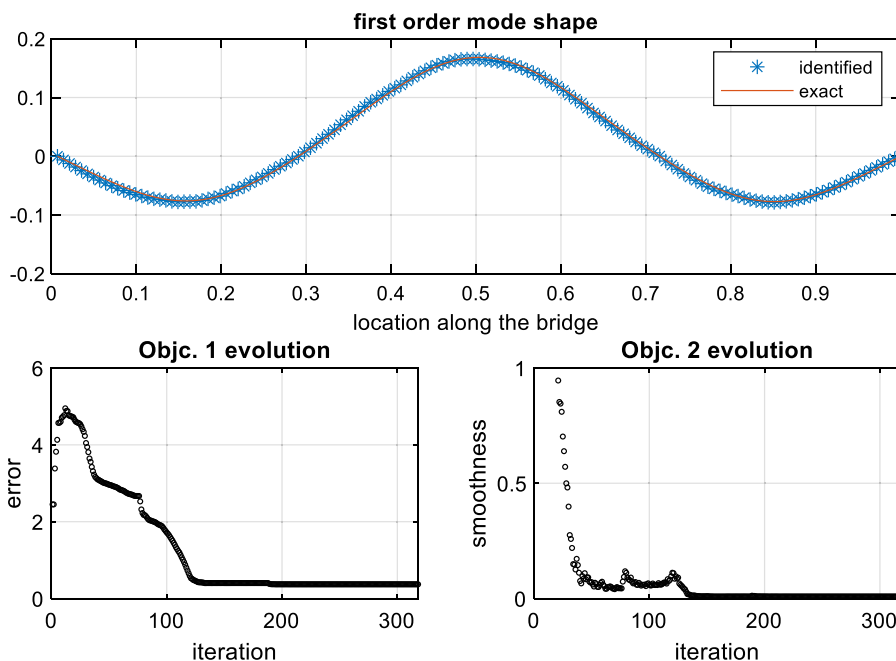 first order mode shape
0.2
0.1
0
-0.1
-0.2
identified
exact
0 0.1 0.2 0.3 0.4 0.5 0.6 0.7 0.8 0.9
location along the bridge
Objc. 1 evolution
6
4
2
0
error
0 100 200 300
iteration
Objc. 2 evolution
1
0.5
0
smoothness
0 100 200 300
iteration